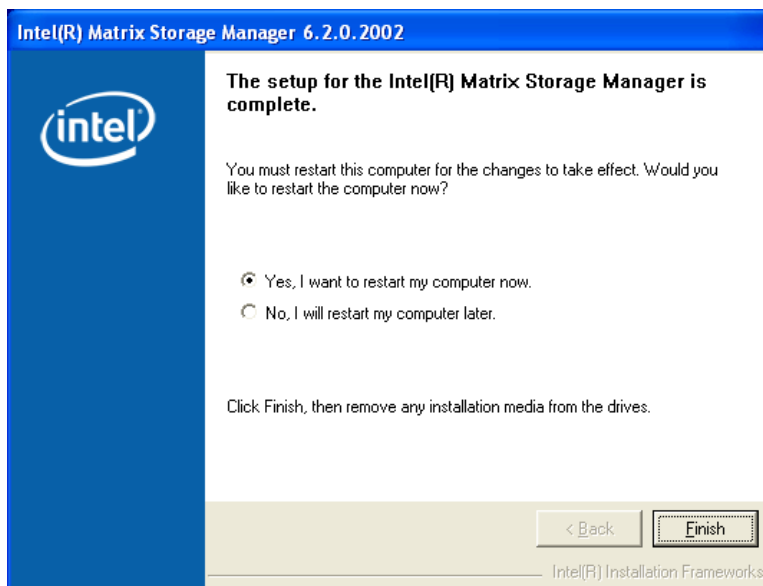 Intel(R) Matrix Storage Manager 6.2.0.2002
intel
The setup for the Intel(R) Matrix Storage Manager is
complete.
You must restart this computer for the changes to take effect. Would you
like to restart the computer now?
Yes, I want to restart my computer now.
No, I will restart my computer later.
Click Finish, then remove any installation media from the drives.
< Back
Finish
Intel(R) Installation Frameworks